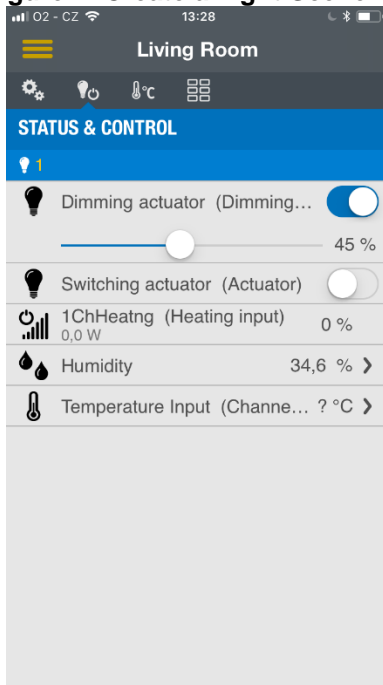 O2 - CZ 13:28
Living Room
°C
STATUS & CONTROL
1
Dimming actuator (Dimming...
45 %
Switching actuator (Actuator)
1ChHeatng (Heating input) 0 %
0,0 W
Humidity 34,6 %
Temperature Input (Channe... ? °C